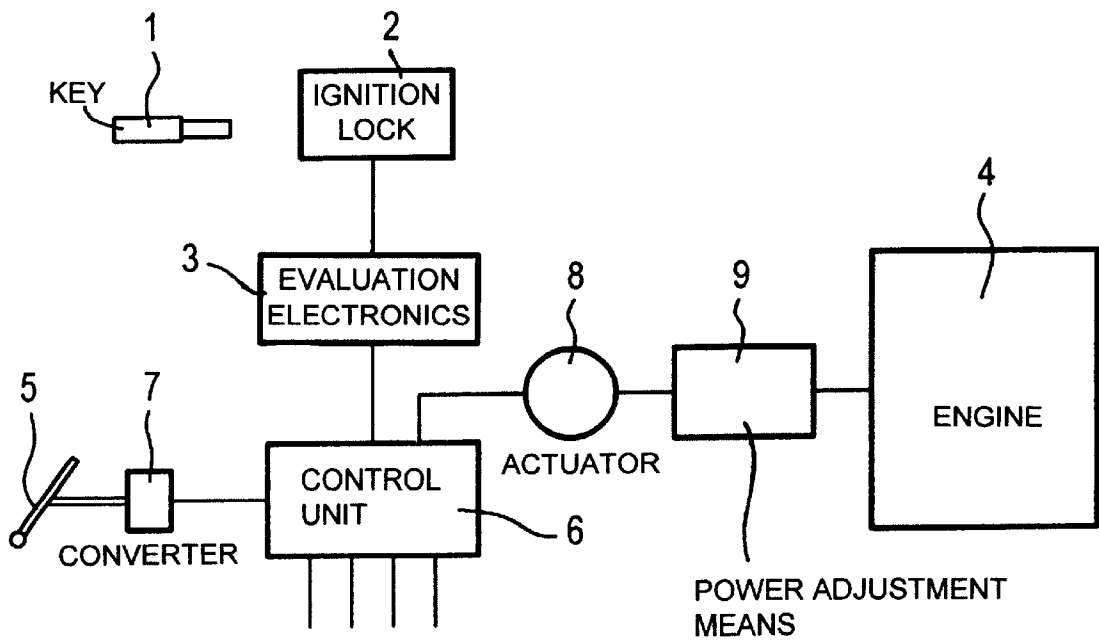 1
KEY
2
IGNITION
LOCK
3
EVALUATION
ELECTRONICS
4
ENGINE
8
ACTUATOR
9
POWER ADJUSTMENT
MEANS
5
7
CONVERTER
CONTROL
UNIT
6